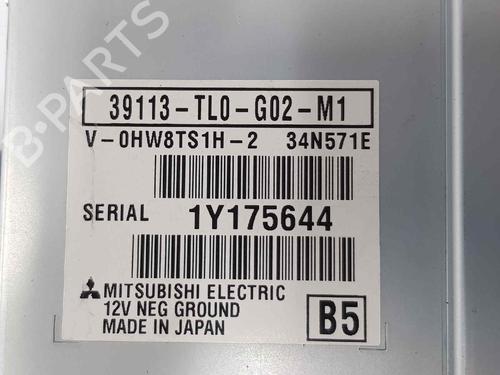 39113-TL0-G02-M1
V-0HW8TS1H-2 34N571E
SERIAL 1Y175644
MITSUBISHI ELECTRIC
12V NEG GROUND
MADE IN JAPAN
B5
B-PARTS